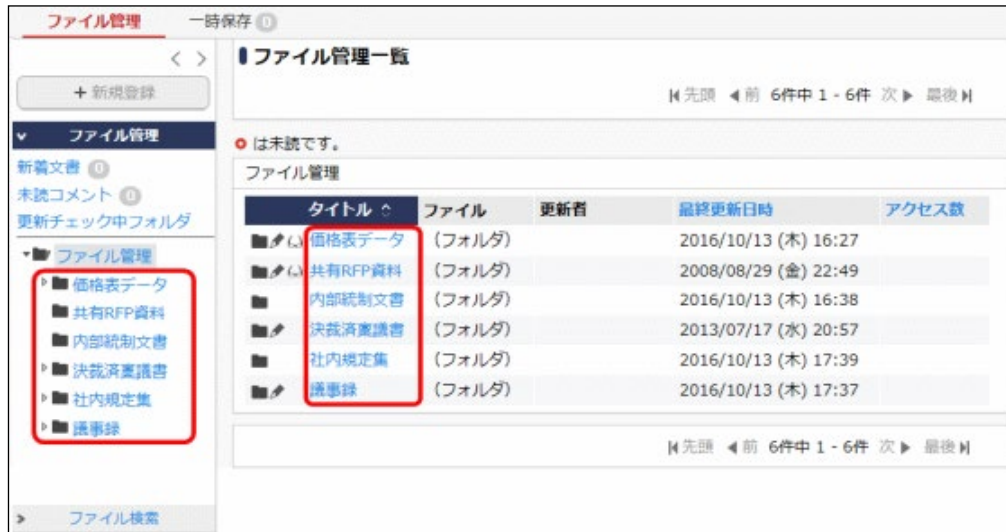 ファイル管理 一時保存 0
+ 新規登録
ファイル管理
新着文書 0
未読コメント 0
更新チェック中フォルダ
ファイル管理
価格表データ
共有RFP資料
内部統制文書
決裁済稟議書
社内規定集
議事録
ファイル検索
ファイル管理一覧
先頭 前 6件中 1 - 6件 次 最後
は未読です。
ファイル管理
タイトル ファイル 更新者 最終更新日時 アクセス数
価格表データ (フォルダ) 2016/10/13 (木) 16:27
共有RFP資料 (フォルダ) 2008/08/29 (金) 22:49
内部統制文書 (フォルダ) 2016/10/13 (木) 16:38
決裁済稟議書 (フォルダ) 2013/07/17 (水) 20:57
社内規定集 (フォルダ) 2016/10/13 (木) 17:39
議事録 (フォルダ) 2016/10/13 (木) 17:37
先頭 前 6件中 1 - 6件 次 最後